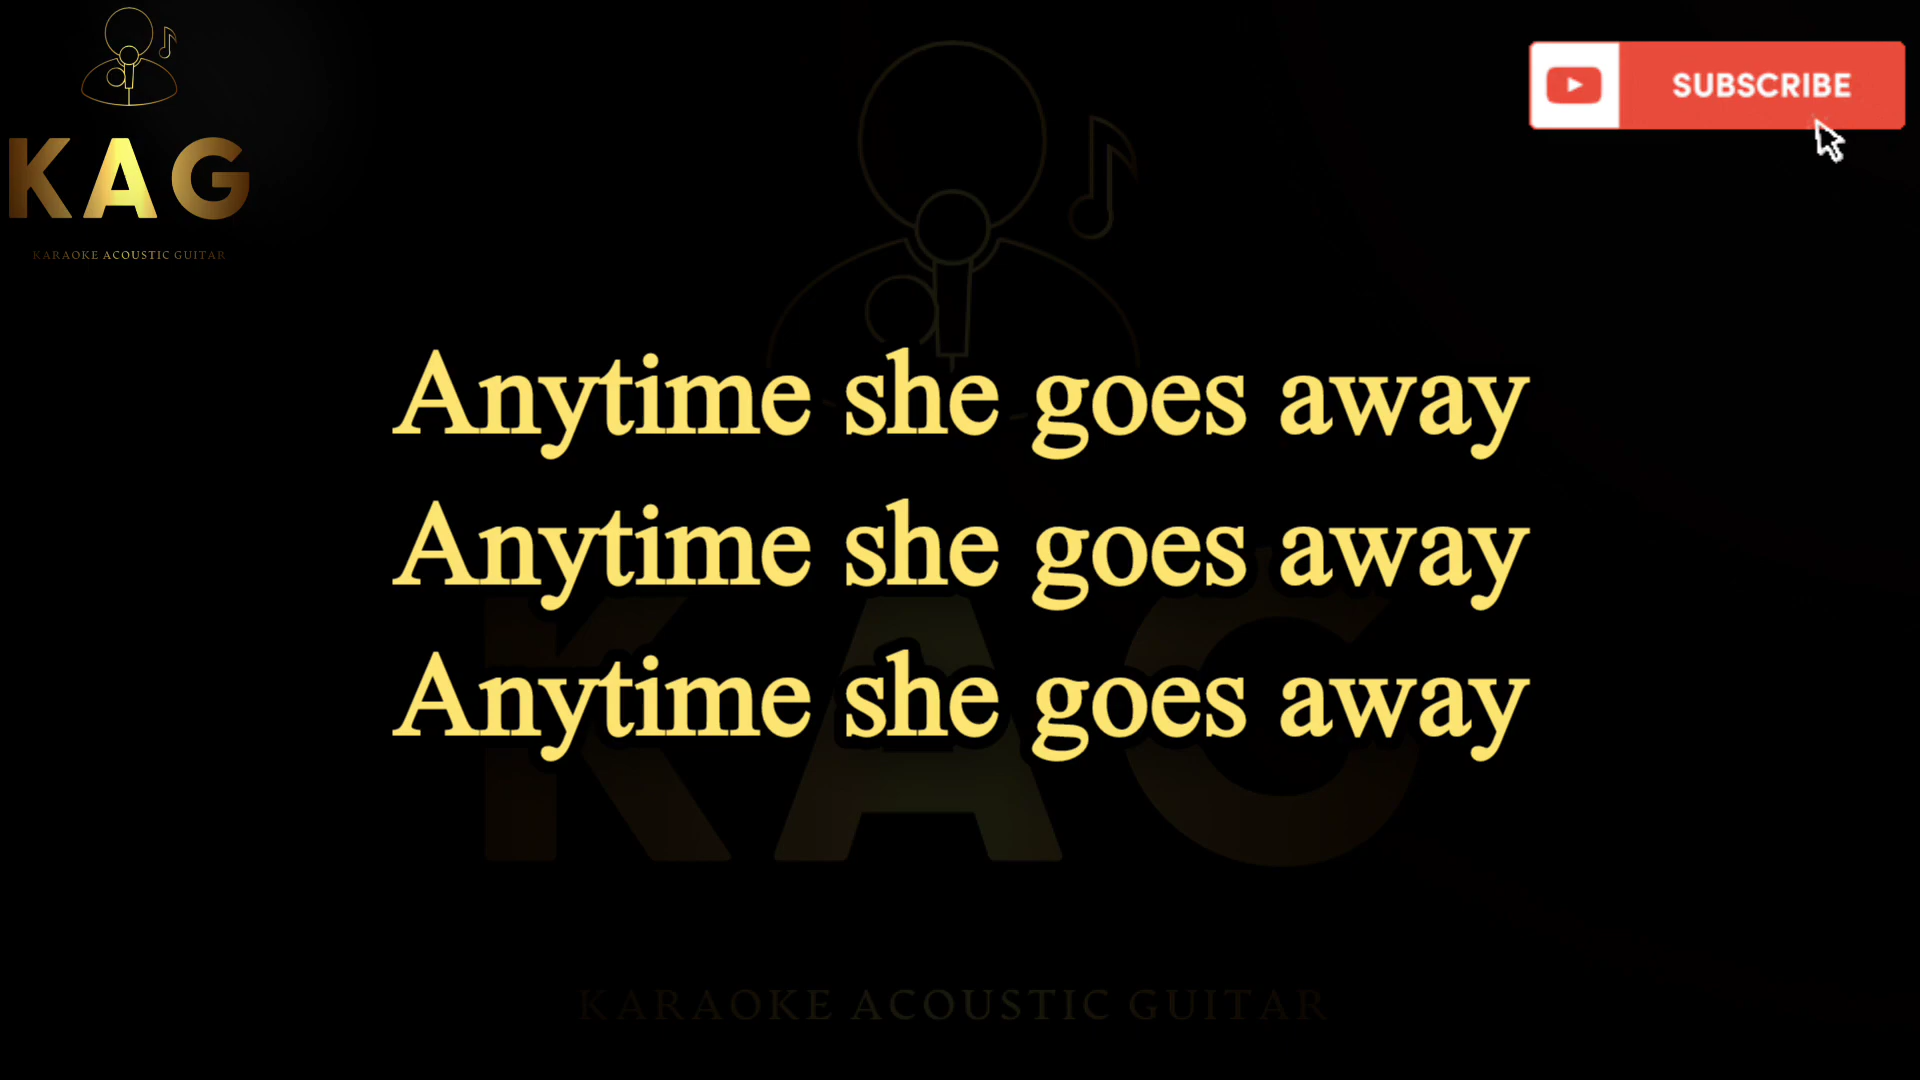 KAG
KARAOKE ACOUSTIC GUITAR
SUBSCRIBE
Anytime she goes away
Anytime she goes away
Anytime she goes away
KAG
KARAOKE ACOUSTIC GUITAR